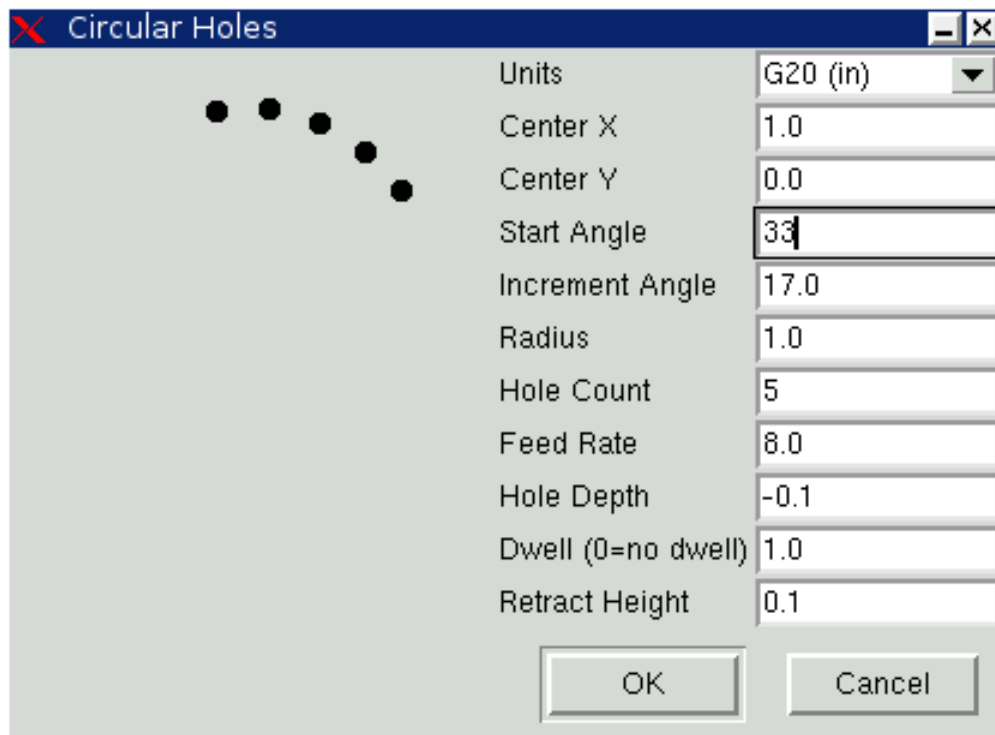 Circular Holes
Units G20 (in)
Center X 1.0
Center Y 0.0
Start Angle 33
Increment Angle 17.0
Radius 1.0
Hole Count 5
Feed Rate 8.0
Hole Depth -0.1
Dwell (0=no dwell) 1.0
Retract Height 0.1
OK Cancel